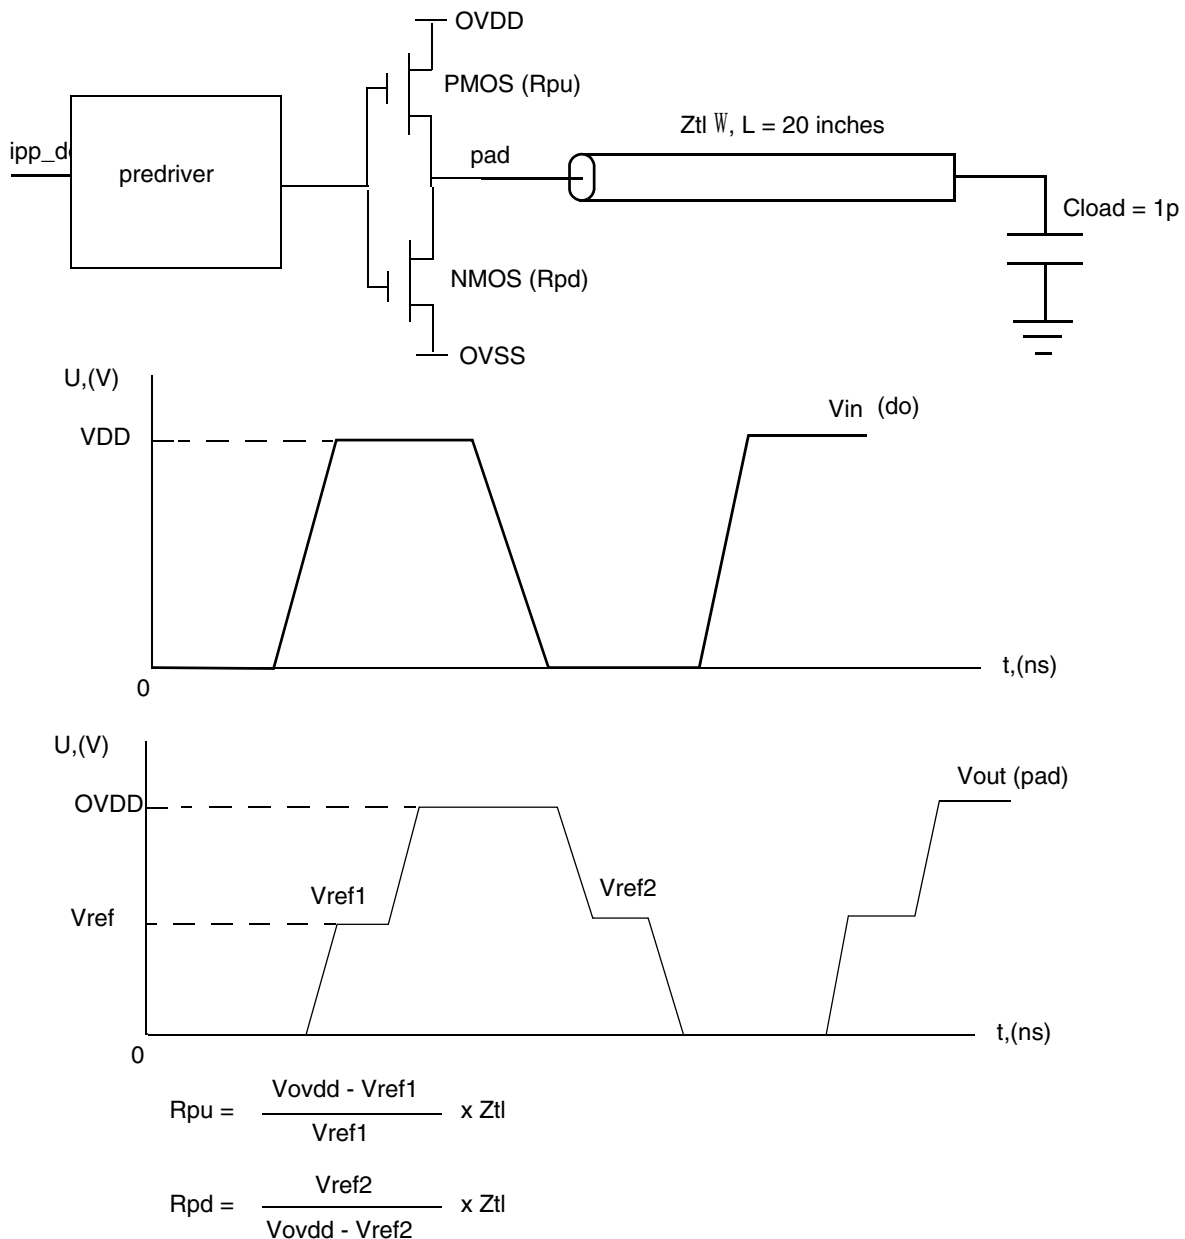 OVDD
PMOS (Rpu)
Ztl W, L = 20 inches
ipp_d
predriver
pad
Cload = 1p
NMOS (Rpd)
OVSS
U,(V)
VDD
Vin (do)
t,(ns)
0
U,(V)
OVDD
Vout (pad)
Vref1
Vref2
Vref
t,(ns)
0
Rpu = Vovdd - Vref1 x Ztl
Vref1
Rpd = Vref2 x Ztl
Vovdd - Vref2